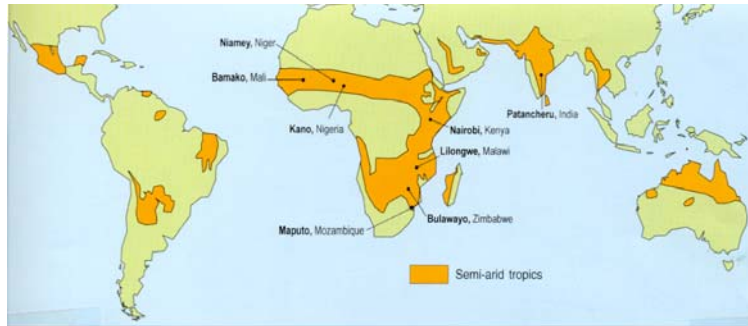 Niamey, Niger
Bamako, Mali
Kano, Nigeria
Patancheru, India
Nairobi, Kenya
Lilongwe, Malawi
Bulawayo, Zimbabwe
Maputo, Mozambique
Semi-arid tropics